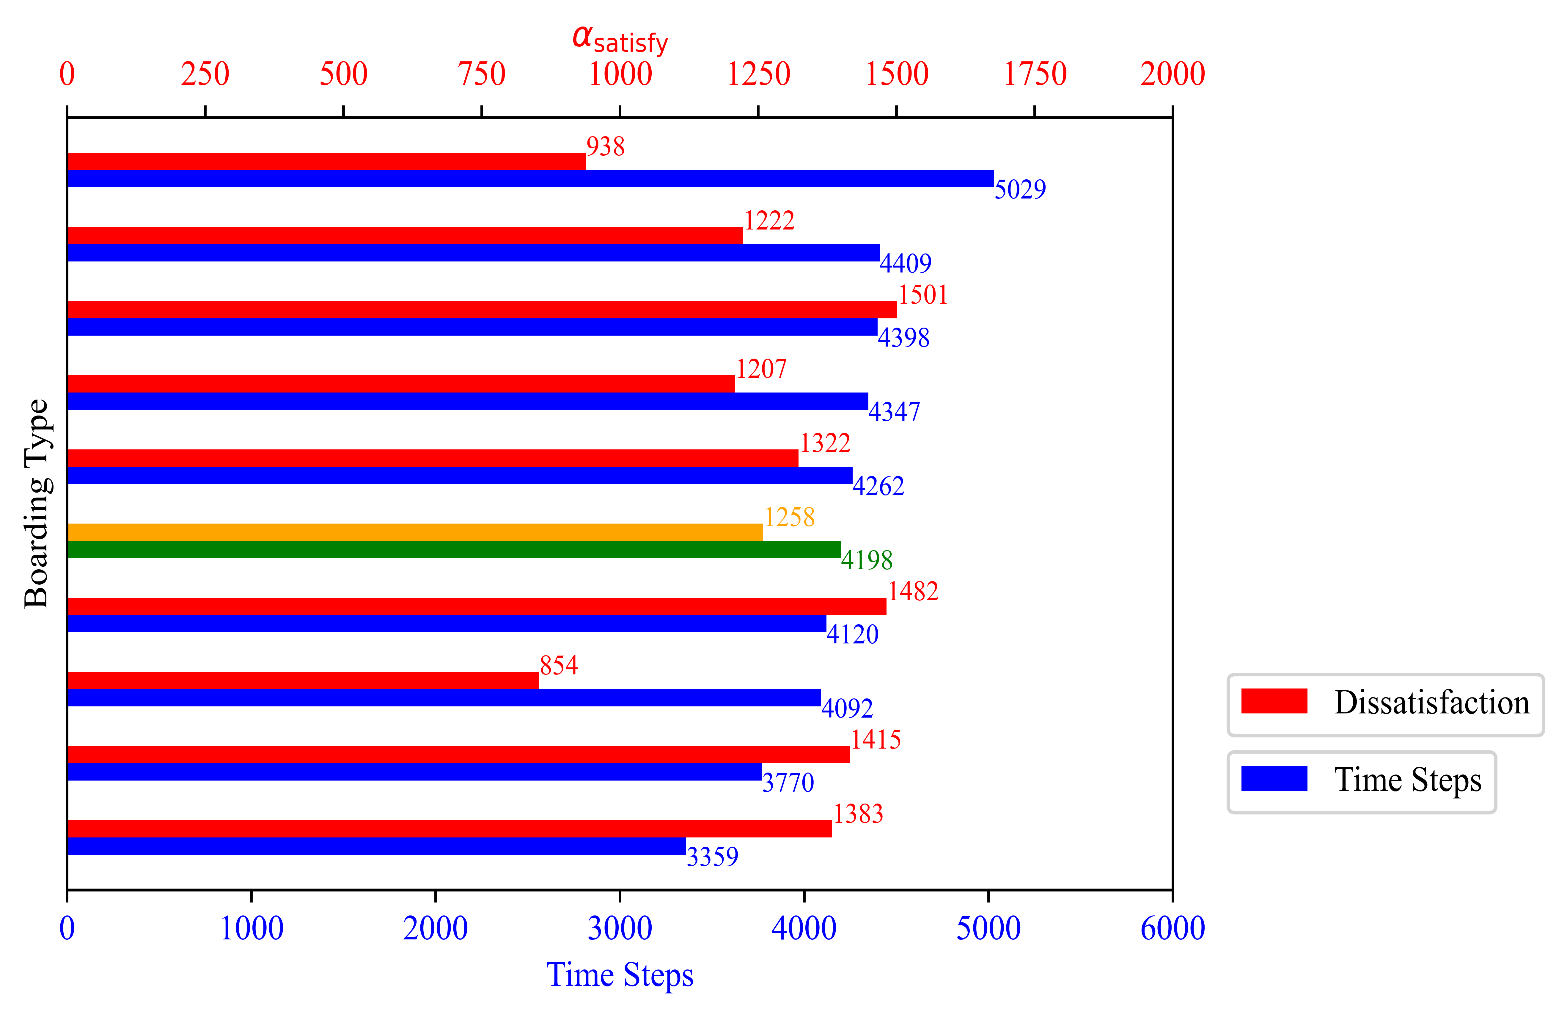 αsatisfy
0 250 500 750 1000 1250 1500 1750 2000
938
5029
1222
4409
1501
4398
1207
4347
1322
4262
1258
4198
1482
4120
854
4092
1415
3770
1383
3359
Boarding Type
0 1000 2000 3000 4000 5000 6000
Time Steps
Dissatisfaction
Time Steps